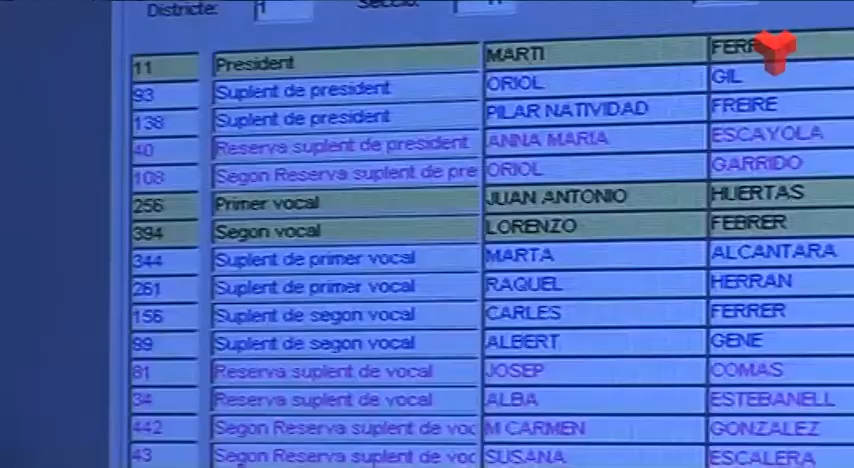 Districte: 1
11 President MARTI
93 Suplent de president ORIOL GIL
138 Suplent de president PILAR NATIVIDAD FREIRE
40 Reserva suplent de president ANNA MARIA ESCAYOLA
108 Segon Reserva suplent de pre ORIOL GARRIDO
256 Primer vocal JUAN ANTONIO HUERTAS
394 Segon vocal LORENZO FEBRER
344 Suplent de primer vocal MARTA ALCANTARA
261 Suplent de primer vocal RAQUEL HERRAN
156 Suplent de segon vocal CARLES FERRER
99 Suplent de segon vocal ALBERT GENE
81 Reserva suplent de vocal JOSEP COMAS
34 Reserva suplent de vocal ALBA ESTEBANELL
442 Segon Reserva suplent de voc M CARMEN GONZALEZ
43 Segon Reserva suplent de voc SUSANA ESCALERA